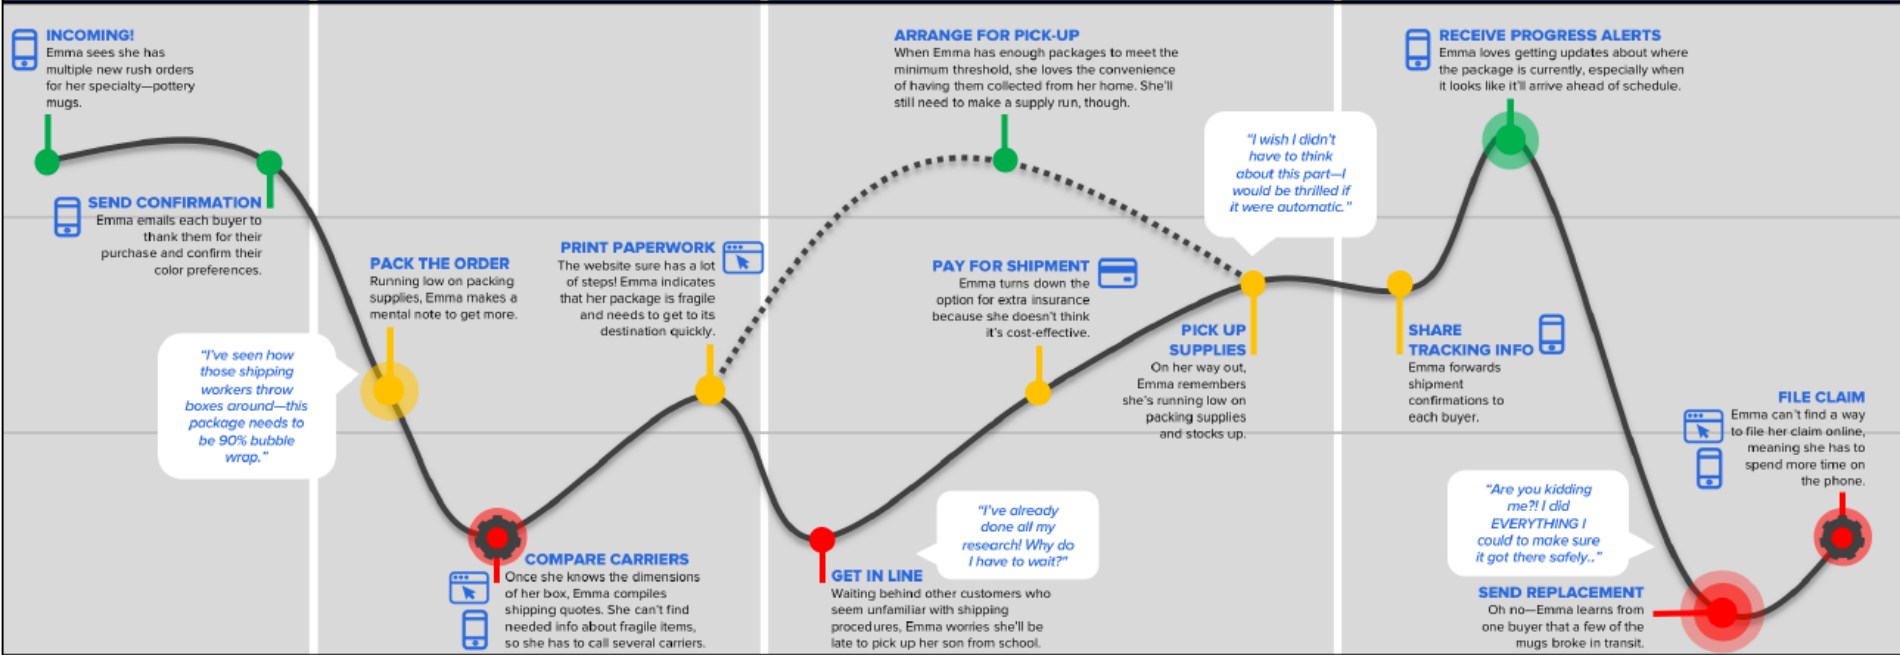 INCOMING!
Emma sees she has
multiple new rush orders
for her specialty—pottery
mugs.
SEND CONFIRMATION
Emma emails each buyer to
thank them for their
purchase and confirm their
color preferences.
"I've seen how
those shipping
workers throw
boxes around—this
package needs to
be 90% bubble
wrap."
PACK THE ORDER
Running low on packing
supplies, Emma makes a
mental note to get more.
COMPARE CARRIERS
Once she knows the dimensions
of her box, Emma compiles
shipping quotes. She can't find
needed info about fragile items,
so she has to call several carriers.
PRINT PAPERWORK
The website sure has a lot
of steps! Emma indicates
that her package is fragile
and needs to get to its
destination quickly.
ARRANGE FOR PICK-UP
When Emma has enough packages to meet the
minimum threshold, she loves the convenience
of having them collected from her home. She'll
still need to make a supply run, though.
GET IN LINE
Waiting behind other customers who
seem unfamiliar with shipping
procedures, Emma worries she'll be
late to pick up her son from school.
"I've already
done all my
research! Why do
I have to wait?"
PAY FOR SHIPMENT
Emma turns down the
option for extra insurance
because she doesn't think
it's cost-effective.
"I wish I didn't
have to think
about this part—I
would be thrilled if
it were automatic."
PICK UP
SUPPLIES
On her way out,
Emma remembers
she's running low on
packing supplies
and stocks up.
SHARE
TRACKING INFO
Emma forwards
shipment
confirmations to
each buyer.
RECEIVE PROGRESS ALERTS
Emma loves getting updates about where
the package is currently, especially when
it looks like it'll arrive ahead of schedule.
"Are you kidding
me?! I did
EVERYTHING I
could to make sure
it got there safely.."
SEND REPLACEMENT
Oh no—Emma learns from
one buyer that a few of the
mugs broke in transit.
FILE CLAIM
Emma can't find a way
to file her claim online,
meaning she has to
spend more time on
the phone.